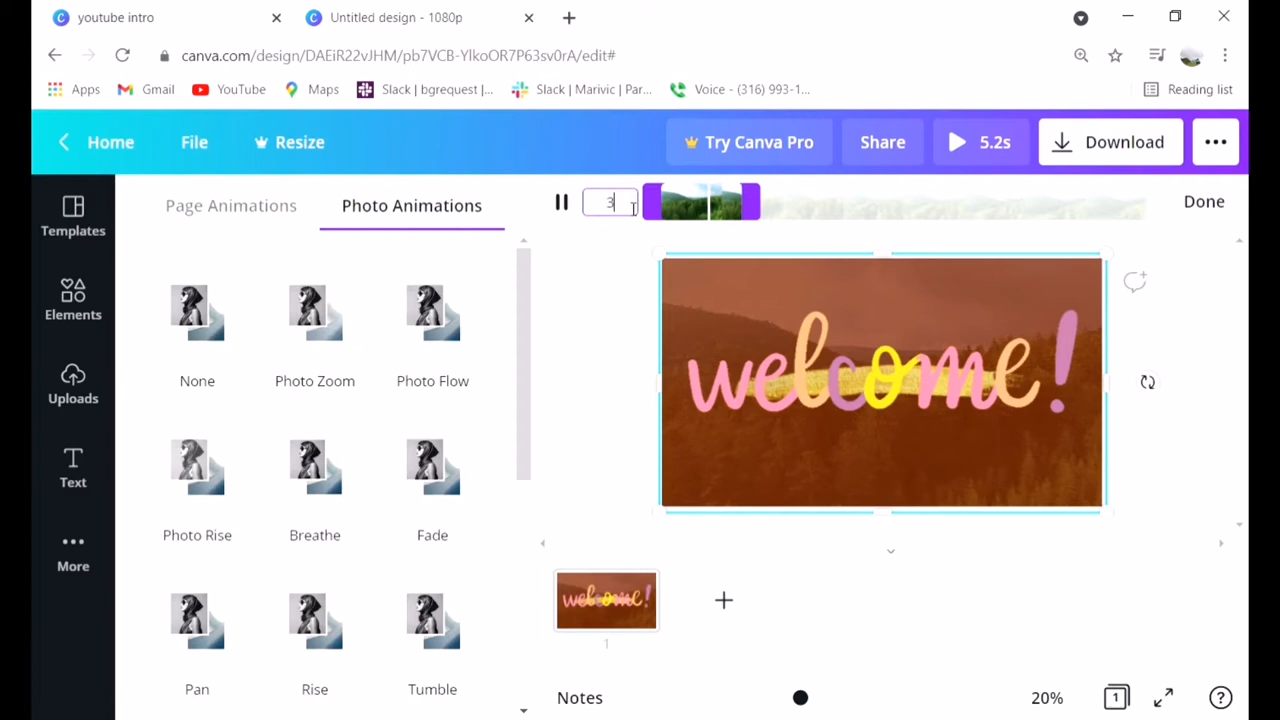 youtube intro
Untitled design - 1080p
canva.com/design/DAEiR22vJHM/pb7VCB-YlkoOR7P63sv0rA/edit#
Apps Gmail YouTube Maps Slack | bgrequest |... Slack | Marivic | Par... Voice - (316) 993-1... Reading list
Home File Resize Try Canva Pro Share 5.2s Download
Templates
Elements
Uploads
Text
More
Page Animations Photo Animations
3
Done
None Photo Zoom Photo Flow
Photo Rise Breathe Fade
Pan Rise Tumble
welcome!
welcome!
1
Notes 20% 1